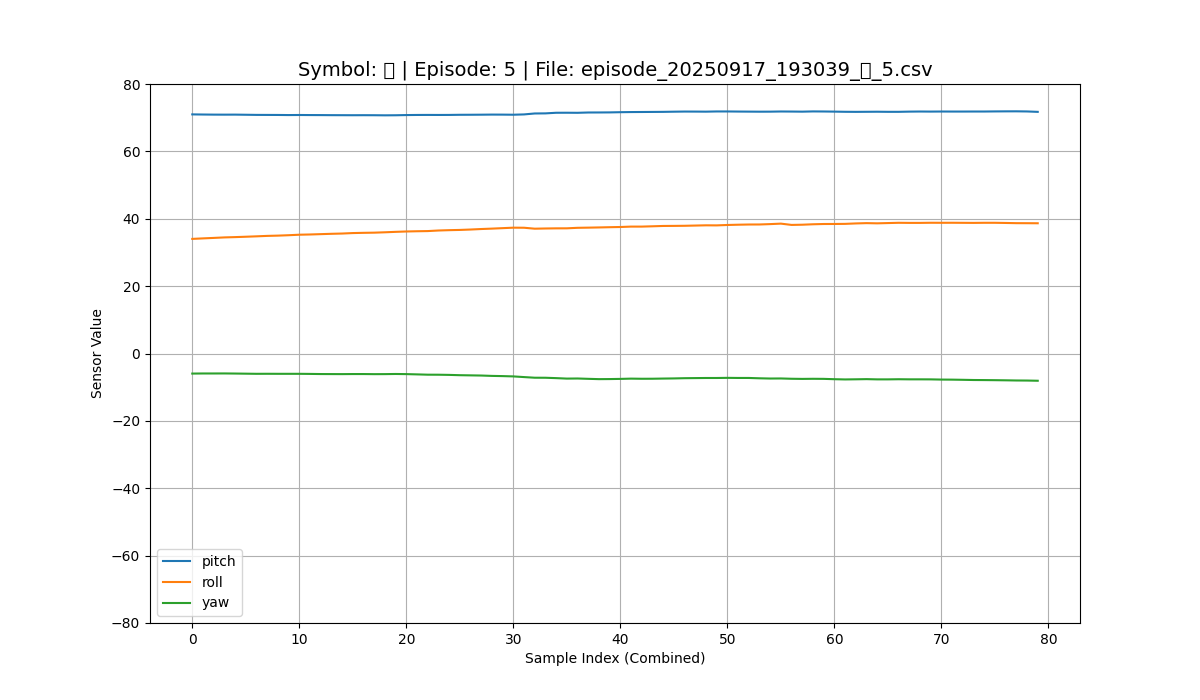 Symbol: | Episode: 5 | File: episode_20250917_193039_ _5.csv
80
60
40
20
0
−20
−40
−60
−80
Sensor Value
pitch
roll
yaw
0 10 20 30 40 50 60 70 80
Sample Index (Combined)